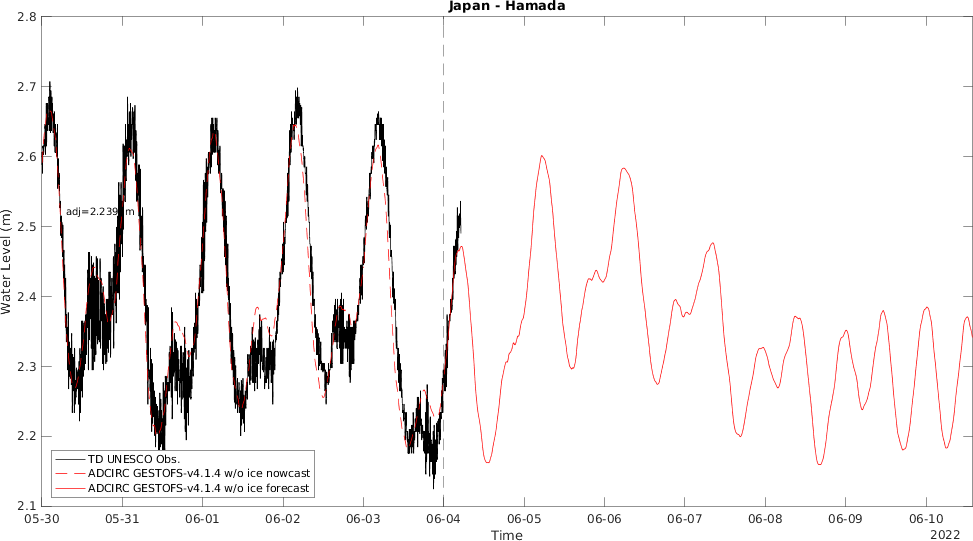 Japan - Hamada
2.8
2.7
2.6
2.5
2.4
2.3
2.2
2.1
Water Level (m)
adj=2.239 m
TD UNESCO Obs.
ADCIRC GESTOFS-v4.1.4 w/o ice nowcast
ADCIRC GESTOFS-v4.1.4 w/o ice forecast
05-30 05-31 06-01 06-02 06-03 06-04 06-05 06-06 06-07 06-08 06-09 06-10
Time
2022